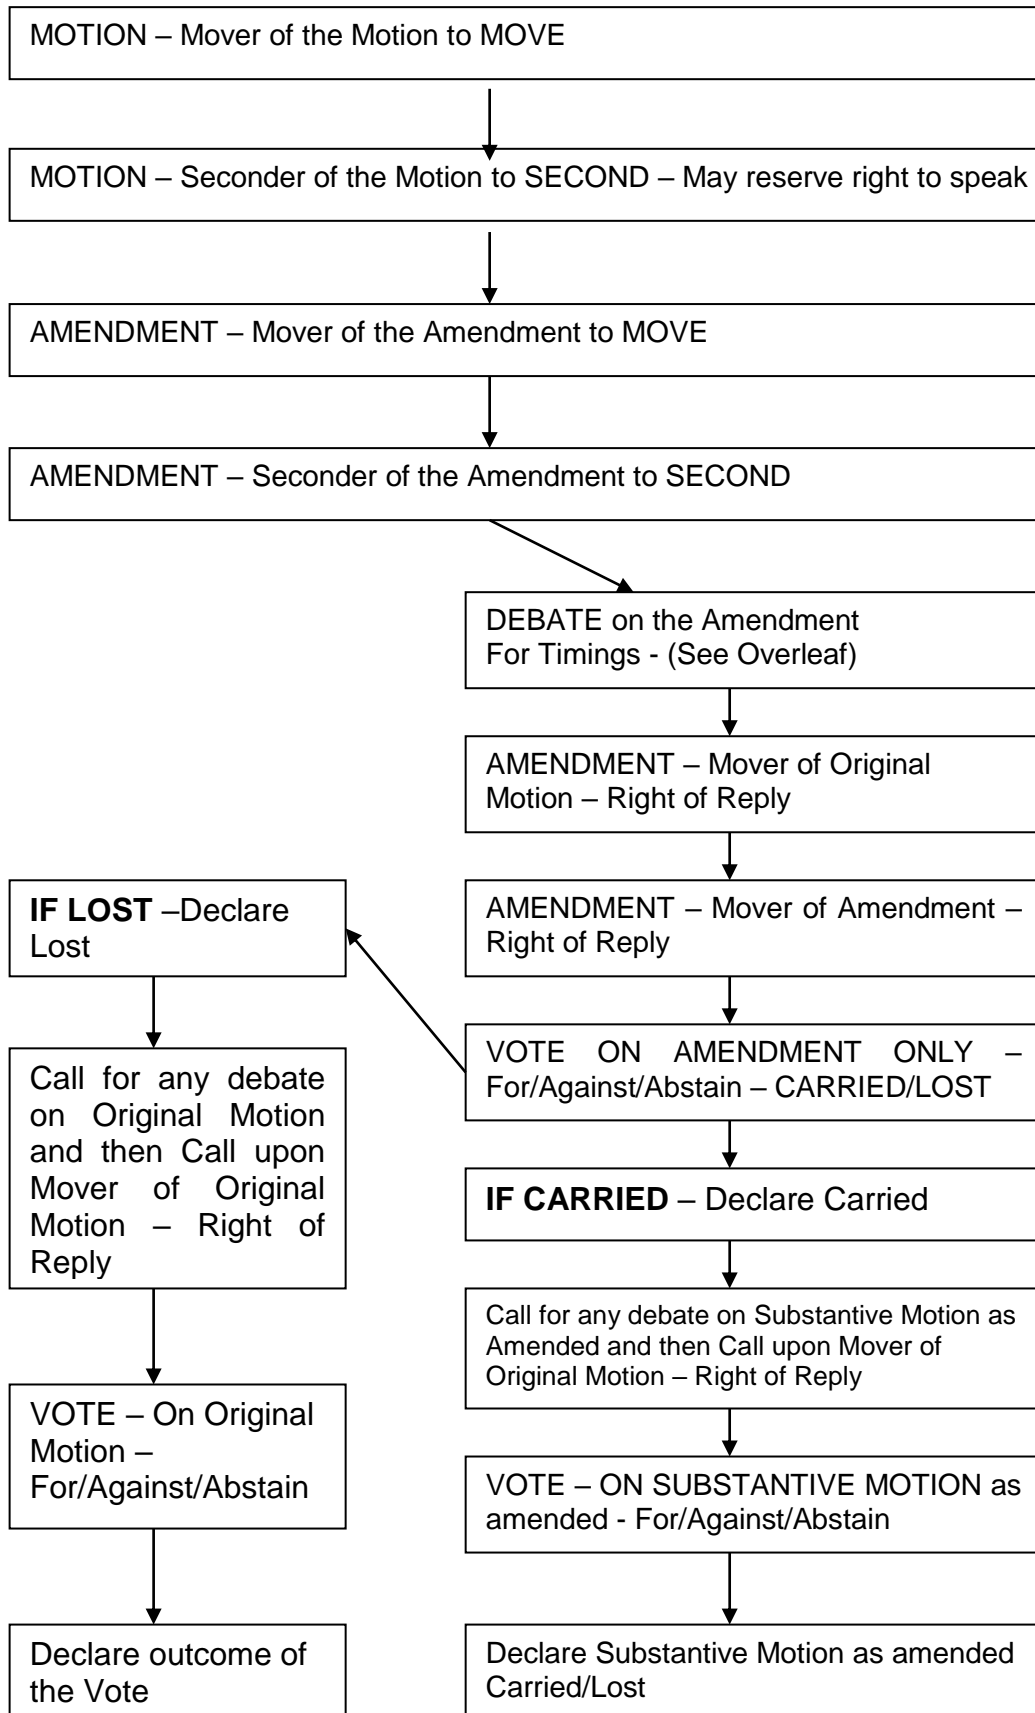 MOTION – Mover of the Motion to MOVE
MOTION – Seconder of the Motion to SECOND – May reserve right to speak
AMENDMENT – Mover of the Amendment to MOVE
AMENDMENT – Seconder of the Amendment to SECOND
DEBATE on the Amendment
For Timings - (See Overleaf)
AMENDMENT – Mover of Original
Motion – Right of Reply
AMENDMENT – Mover of Amendment –
Right of Reply
VOTE ON AMENDMENT ONLY –
For/Against/Abstain – CARRIED/LOST
IF LOST –Declare
Lost
Call for any debate
on Original Motion
and then Call upon
Mover of Original
Motion – Right of
Reply
VOTE – On Original
Motion –
For/Against/Abstain
Declare outcome of
the Vote
IF CARRIED – Declare Carried
Call for any debate on Substantive Motion as
Amended and then Call upon Mover of
Original Motion – Right of Reply
VOTE – ON SUBSTANTIVE MOTION as
amended - For/Against/Abstain
Declare Substantive Motion as amended
Carried/Lost